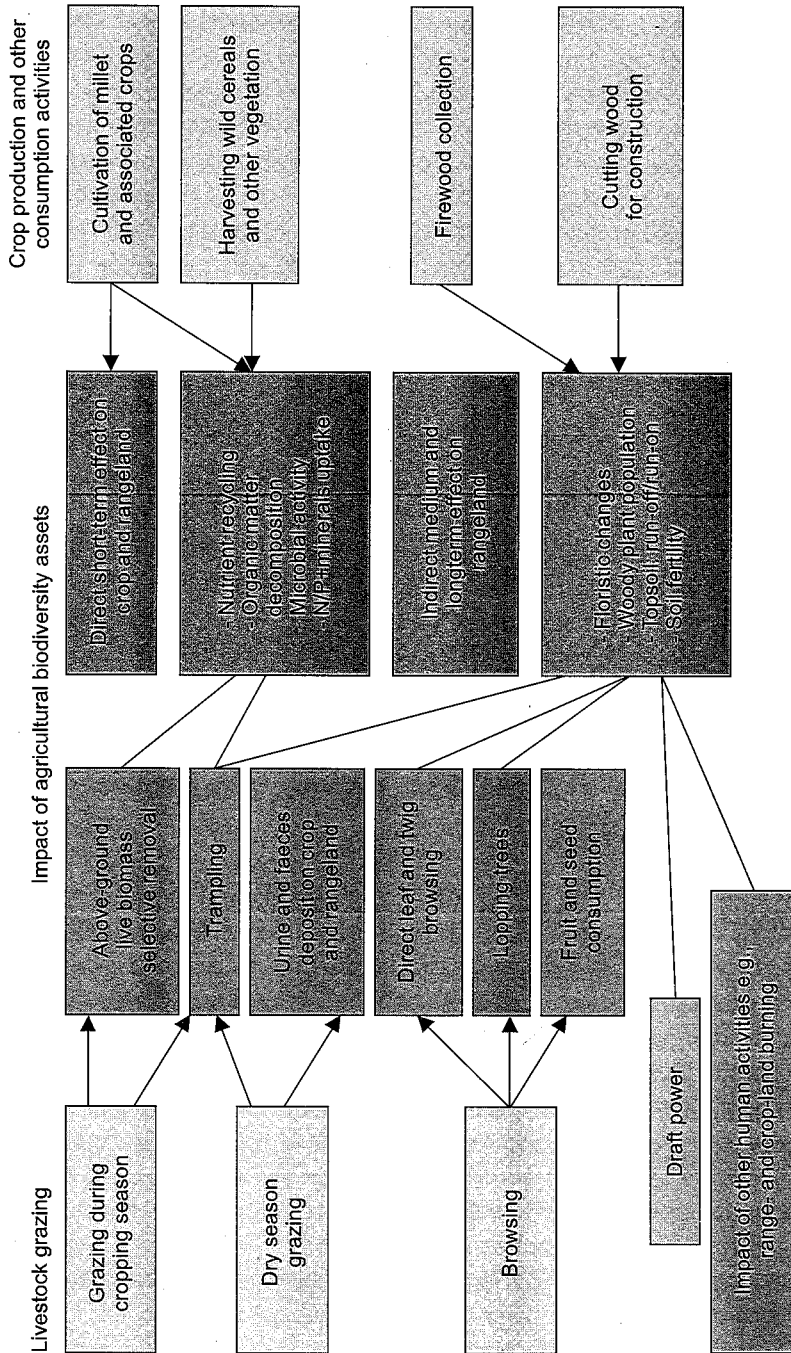 Livestock grazing
Impact of agricultural biodiversity assets
Crop production and other
consumption activities
Grazing during
cropping season
Dry season
grazing
Browsing
Draft power
Impact of other human activities e.g.,
range- and crop-land burning
Above-ground
live biomass
selective removal
Trampling
Urine and faeces
deposition crop
and rangeland
Direct leaf and twig
browsing
Lopping trees
Fruit and seed
consumption
Direct short-term effect on
crop and rangeland
- Nutrient recycling
- Organic matter
decomposition
Microbial activity
- N/P-minerals uptake
Indirect medium and
longterm effect on
rangeland
- Floristic changes
Woody plant population
- Topsoil: run-off/run-on
- Soil fertility
Cultivation of millet
and associated crops
Harvesting wild cereals
and other vegetation
Firewood collection
Cutting wood
for construction